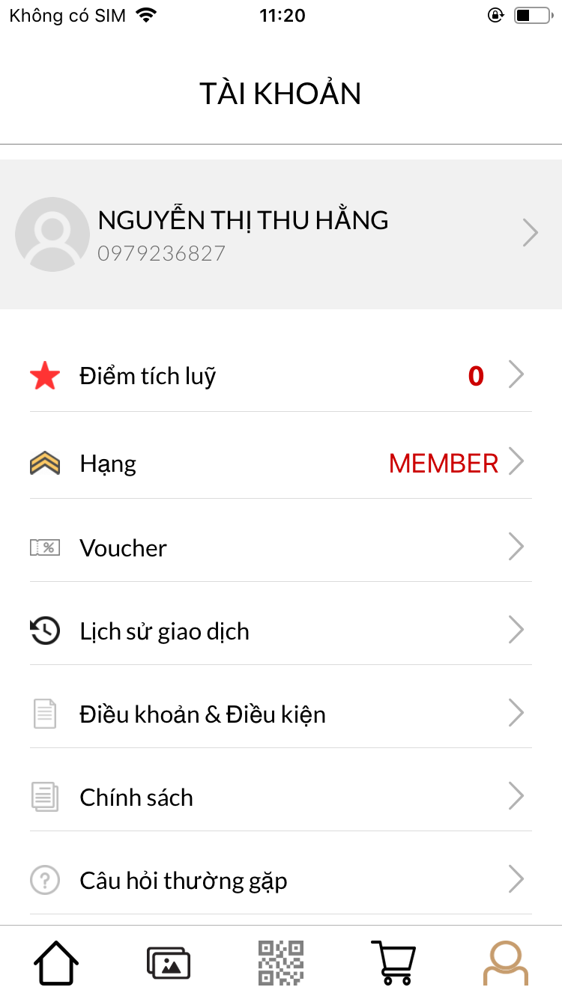 Không có SIM 11:20
TÀI KHOẢN
NGUYỄN THỊ THU HẰNG
0979236827
Điểm tích luỹ 0
Hạng MEMBER
% Voucher
Lịch sử giao dịch
Điều khoản & Điều kiện
Chính sách
? Câu hỏi thường gặp